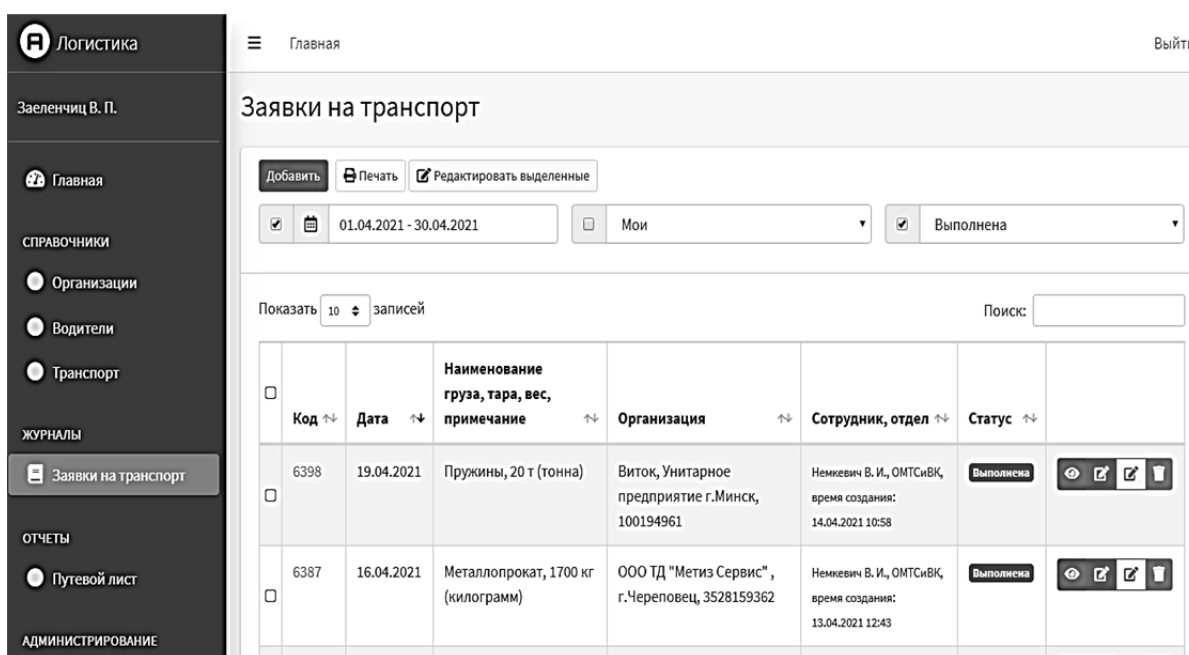 Логистика
Заеленчиц В. П.
Главная
СПРАВОЧНИКИ
Организации
Водители
Транспорт
ЖУРНАЛЫ
Заявки на транспорт
ОТЧЕТЫ
Путевой лист
АДМИНИСТРИРОВАНИЕ
Главная
Выйти
Заявки на транспорт
Добавить Печать Редактировать выделенные
01.04.2021 - 30.04.2021 Мои Выполнена
Показать 10 записей Поиск:
Код Дата Наименование груза, тара, вес, примечание Организация Сотрудник, отдел Статус
6398 19.04.2021 Пружины, 20 т (тонна) Виток, Унитарное Немкевич В. И., ОМТСиВК, Выполнена
предприятие г.Минск, время создания:
100194961 14.04.2021 10:58
6387 16.04.2021 Металлопрокат, 1700 кг ООО ТД "Метиз Сервис" , Немкевич В. И., ОМТСиВК, Выполнена
(килограмм) г.Череповец, 3528159362 время создания:
13.04.2021 12:43